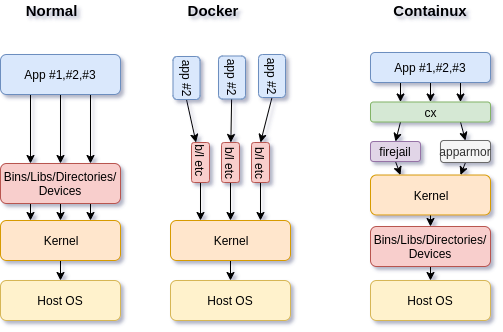 Normal
App #1,#2,#3
Bins/Libs/Directories/
Devices
Kernel
Host OS
Docker
app #2
app #2
app #2
b/l etc
b/l etc
b/l etc
Kernel
Host OS
Containux
App #1,#2,#3
cx
firejail
apparmor
Kernel
Bins/Libs/Directories/
Devices
Host OS